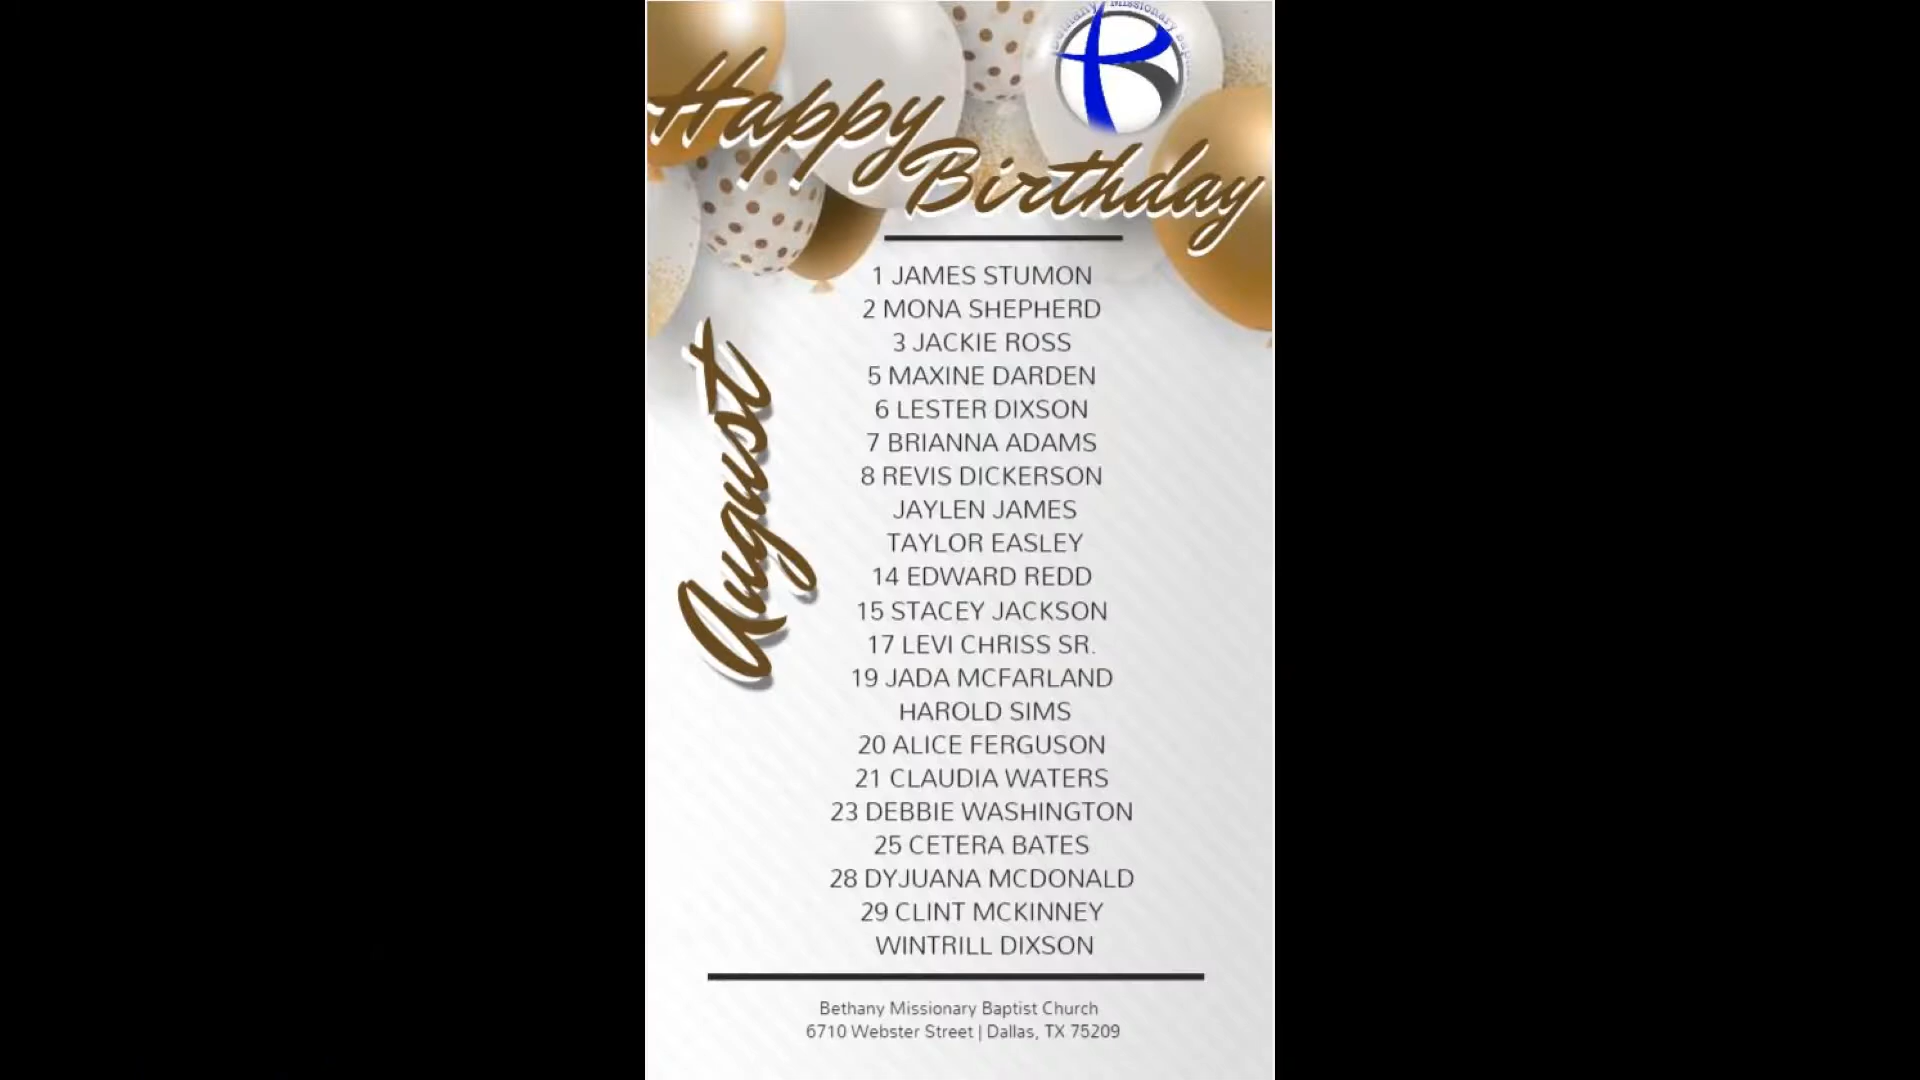 Bethany Missionary
Happy
Birthday
August
1 JAMES STUMON
2 MONA SHEPHERD
3 JACKIE ROSS
5 MAXINE DARDEN
6 LESTER DIXSON
7 BRIANNA ADAMS
8 REVIS DICKERSON
JAYLEN JAMES
TAYLOR EASLEY
14 EDWARD REDD
15 STACEY JACKSON
17 LEVI CHRISS SR.
19 JADA MCFARLAND
HAROLD SIMS
20 ALICE FERGUSON
21 CLAUDIA WATERS
23 DEBBIE WASHINGTON
25 CETERA BATES
28 DYJUANA MCDONALD
29 CLINT MCKINNEY
WINTRILL DIXSON
Bethany Missionary Baptist Church
6710 Webster Street | Dallas, TX 75209